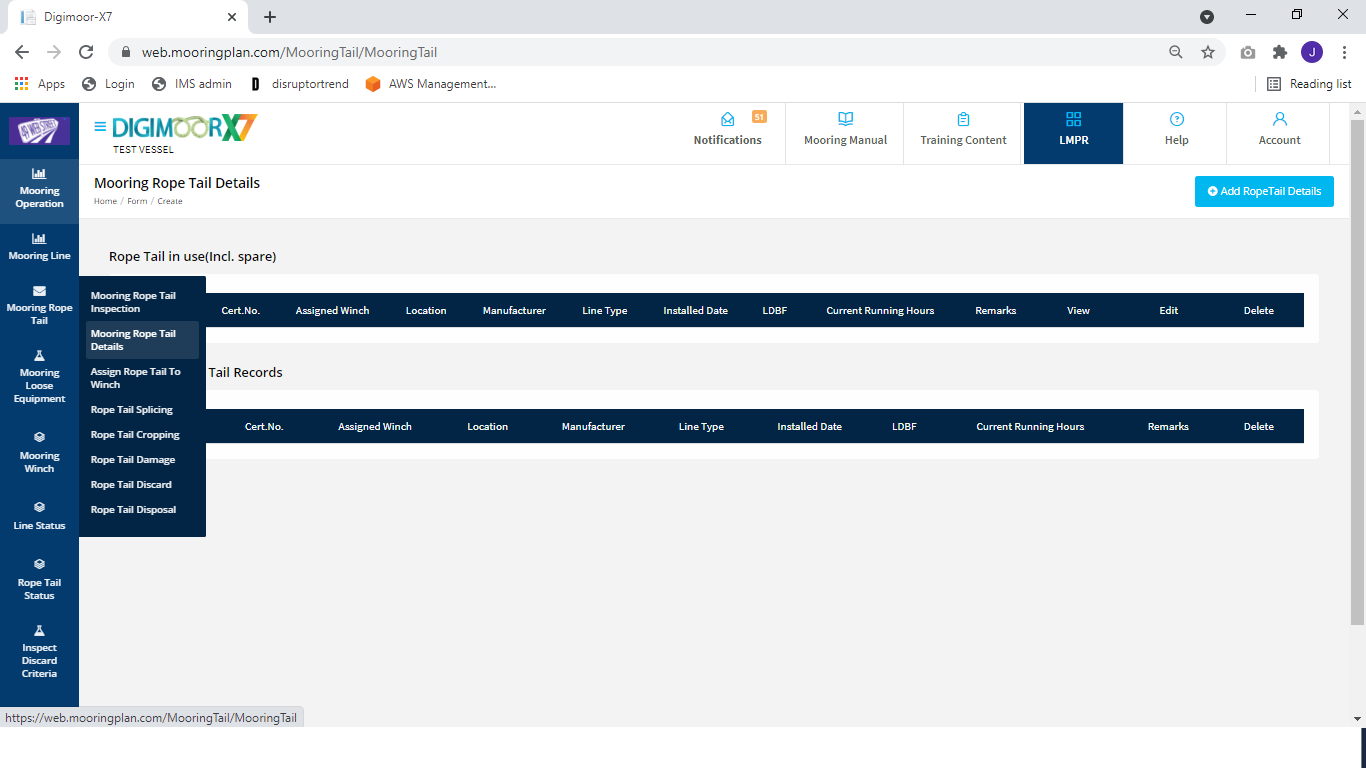 Digimoor-X7
web.mooringplan.com/MooringTail/MooringTail
J
Apps
Login
IMS admin
D
disruptortrend
AWS Management...
Reading list
49 WEB STREET
DIGIMOORX7
TEST VESSEL
51
Notifications
Mooring Manual
Training Content
LMPR
Help
Account
Mooring Rope Tail Details
Home / Form / Create
Add RopeTail Details
Mooring
Operation
Mooring Line
Mooring Rope
Tail
Mooring
Loose
Equipment
Mooring
Winch
Line Status
Rope Tail
Status
Inspect
Discard
Criteria
Mooring Rope Tail
Inspection
Mooring Rope Tail
Details
Assign Rope Tail To
Winch
Rope Tail Splicing
Rope Tail Cropping
Rope Tail Damage
Rope Tail Discard
Rope Tail Disposal
Rope Tail in use(Incl. spare)
Cert.No. Assigned Winch Location Manufacturer Line Type Installed Date LDBF Current Running Hours Remarks View Edit Delete
Tail Records
Cert.No. Assigned Winch Location Manufacturer Line Type Installed Date LDBF Current Running Hours Remarks Delete
https://web.mooringplan.com/MooringTail/MooringTail